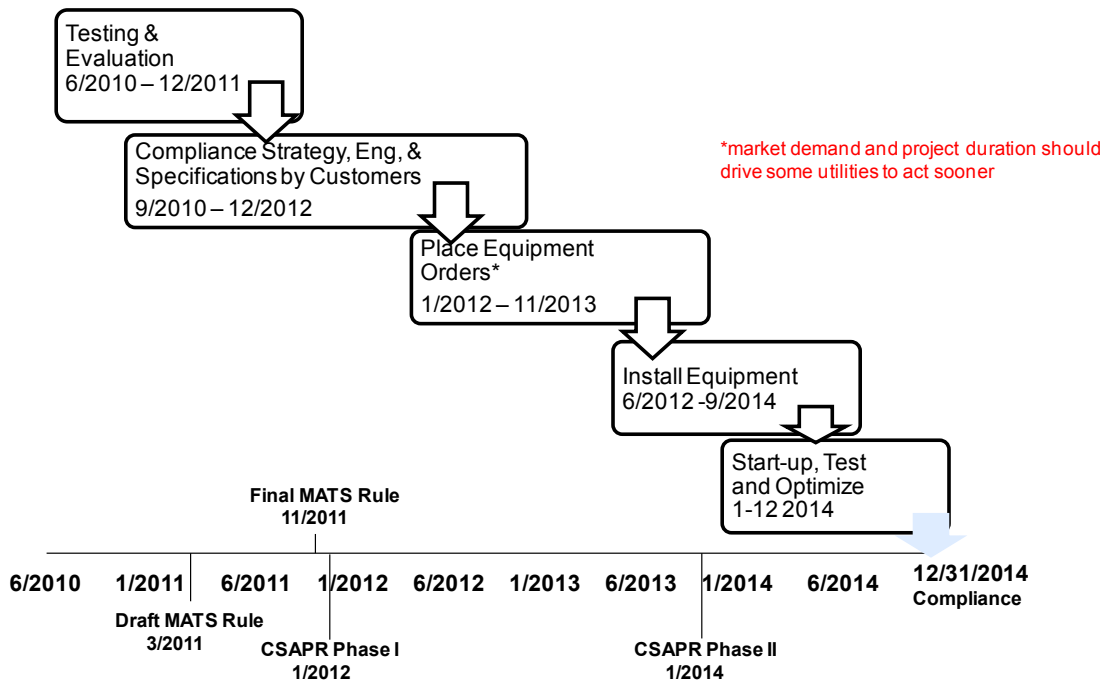 Testing &
Evaluation
6/2010 – 12/2011
*market demand and project duration should
drive some utilities to act sooner
Compliance Strategy, Eng, &
Specifications by Customers
9/2010 – 12/2012
Place Equipment
Orders*
1/2012 – 11/2013
Install Equipment
6/2012 -9/2014
Start-up, Test
and Optimize
1-12 2014
Final MATS Rule
11/2011
6/2010 1/2011 6/2011 1/2012 6/2012 1/2013 6/2013 1/2014 6/2014 12/31/2014
Compliance
Draft MATS Rule
3/2011
CSAPR Phase I
1/2012
CSAPR Phase II
1/2014